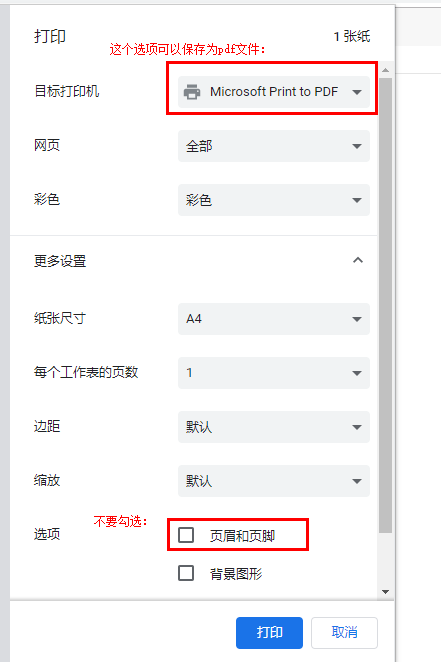 打印
1 张纸
这个选项可以保存为pdf文件：
目标打印机
Microsoft Print to PDF
网页
全部
彩色
彩色
更多设置
纸张尺寸
A4
每个工作表的页数
1
边距
默认
缩放
默认
不要勾选：
选项
页眉和页脚
背景图形
打印
取消